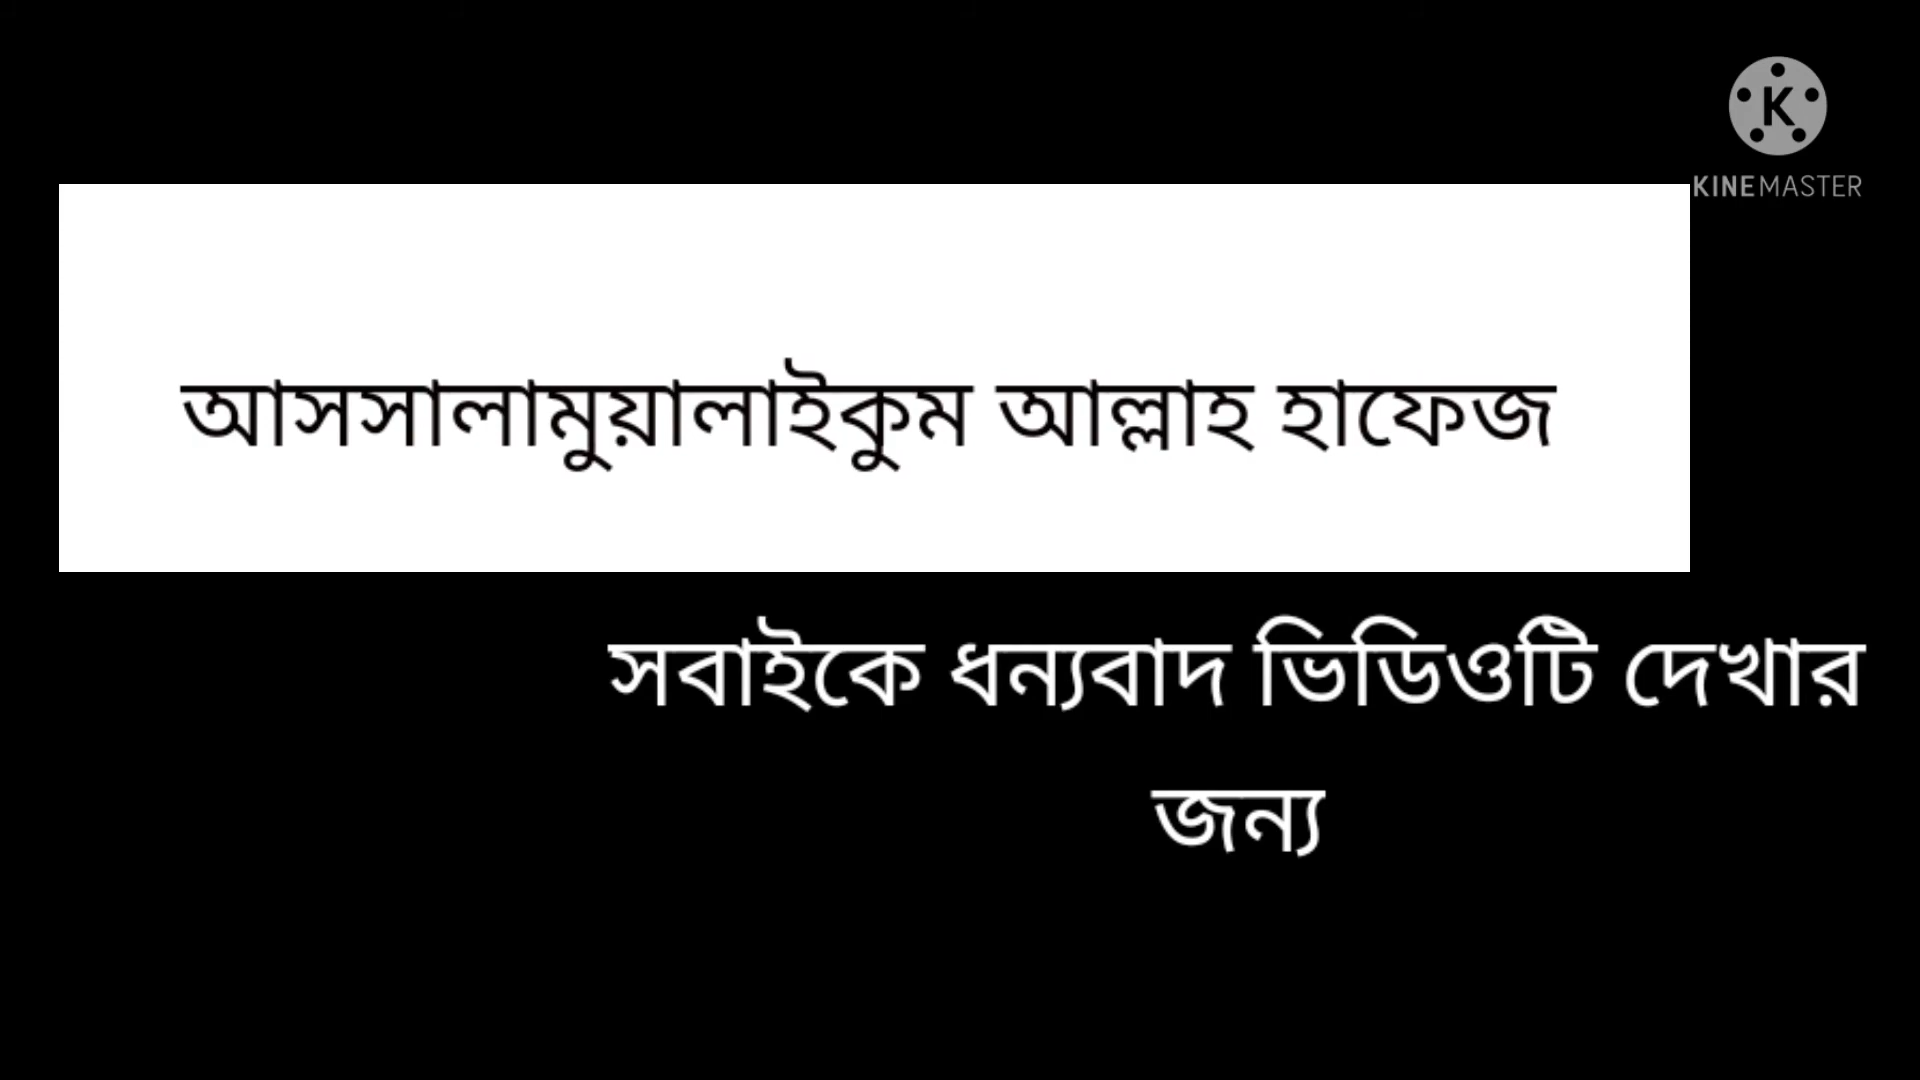 K
KINEMASTER
আসসালামুয়ালাইকুম আল্লাহ হাফেজ
সবাইকে ধন্যবাদ ভিডিওটি দেখার
জন্য